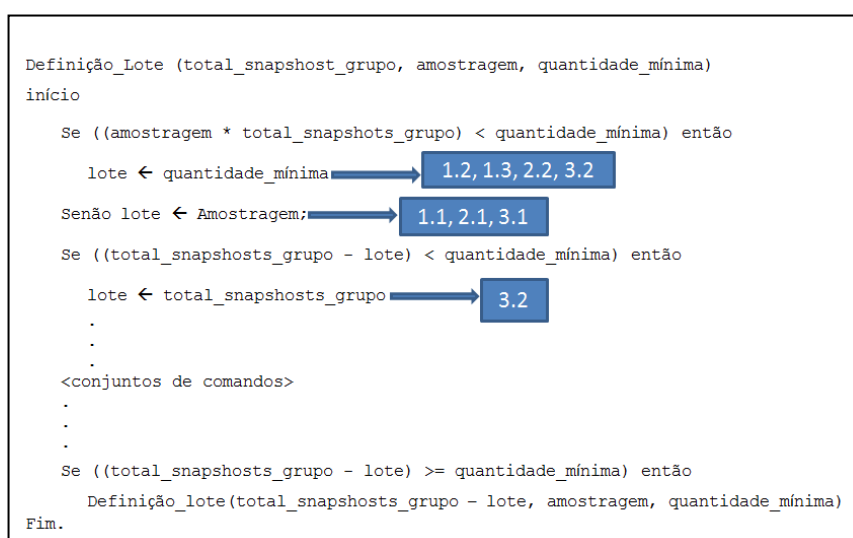 Definição_Lote (total_snapshost_grupo, amostragem, quantidade_mínima)
início
Se ((amostragem * total_snapshots_grupo) < quantidade_mínima) então
lote ← quantidade_mínima 1.2, 1.3, 2.2, 3.2
Senão lote ← Amostragem; 1.1, 2.1, 3.1
Se ((total_snapshosts_grupo - lote) < quantidade_mínima) então
lote ← total_snapshosts_grupo 3.2
.
.
.
<conjuntos de comandos>
.
.
.
Se ((total_snapshosts_grupo - lote) >= quantidade_mínima) então
Definição_lote(total_snapshosts_grupo – lote, amostragem, quantidade_mínima)
Fim.